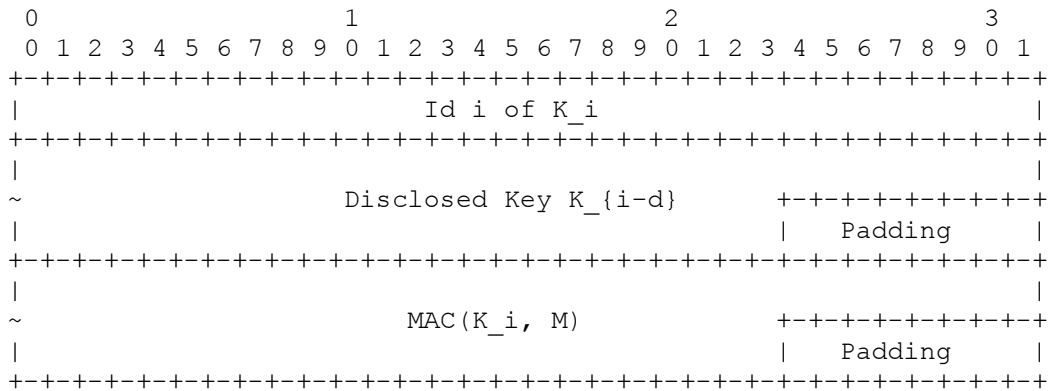 0                   1                   2                   3
 0 1 2 3 4 5 6 7 8 9 0 1 2 3 4 5 6 7 8 9 0 1 2 3 4 5 6 7 8 9 0 1
+-+-+-+-+-+-+-+-+-+-+-+-+-+-+-+-+-+-+-+-+-+-+-+-+-+-+-+-+-+-+-+-+
|                         Id i of K_i                           |
+-+-+-+-+-+-+-+-+-+-+-+-+-+-+-+-+-+-+-+-+-+-+-+-+-+-+-+-+-+-+-+-+
|                                                               |
~                    Disclosed Key K_{i-d}      +-+-+-+-+-+-+-+-+
|                                               |   Padding     |
+-+-+-+-+-+-+-+-+-+-+-+-+-+-+-+-+-+-+-+-+-+-+-+-+-+-+-+-+-+-+-+-+
|                                                               |
~                        MAC(K_i, M)            +-+-+-+-+-+-+-+-+
|                                               |   Padding     |
+-+-+-+-+-+-+-+-+-+-+-+-+-+-+-+-+-+-+-+-+-+-+-+-+-+-+-+-+-+-+-+-+